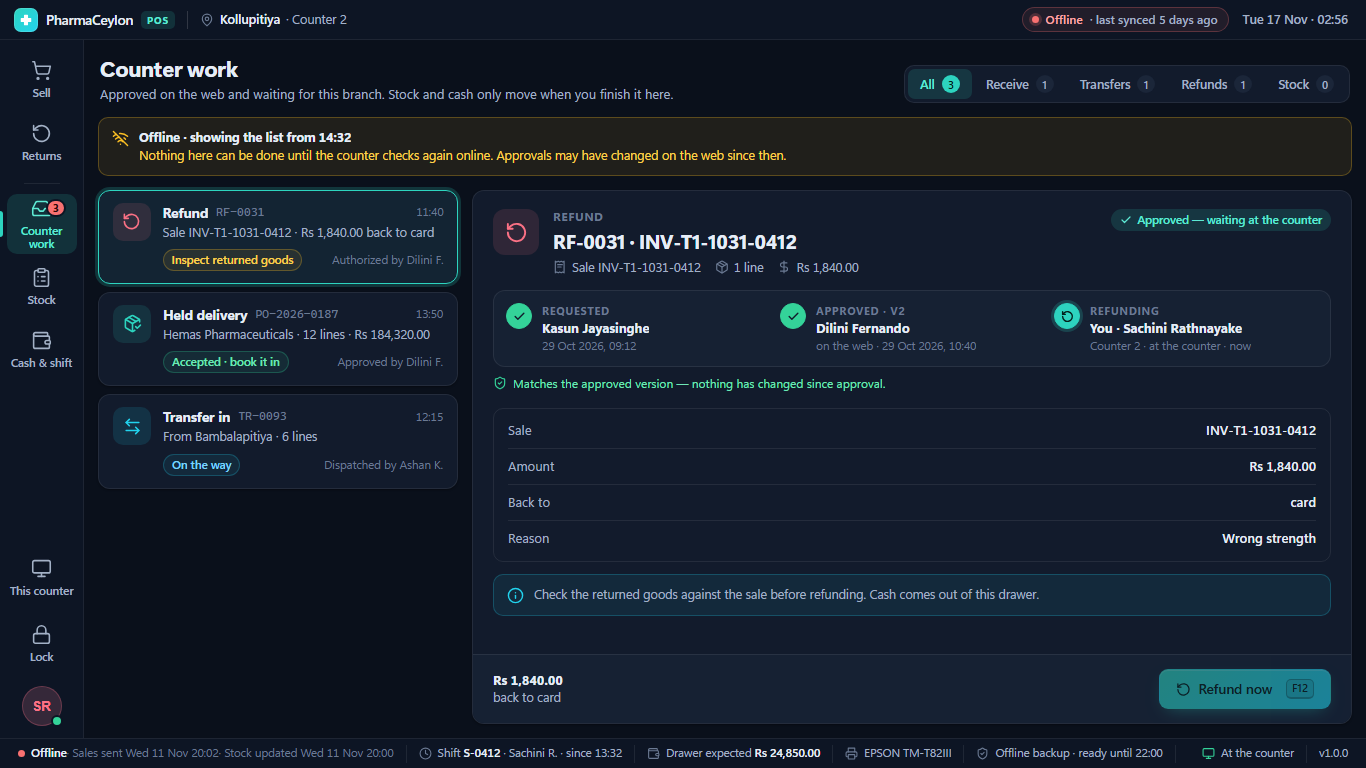 PharmaCeylon POS
Kollupitiya · Counter 2
Offline · last synced 5 days ago
Tue 17 Nov · 02:56
Sell
Returns
3
Counter work
Stock
Cash & shift
This counter
Lock
SR
Counter work
Approved on the web and waiting for this branch. Stock and cash only move when you finish it here.
All 3
Receive 1
Transfers 1
Refunds 1
Stock 0
Offline · showing the list from 14:32
Nothing here can be done until the counter checks again online. Approvals may have changed on the web since then.
Refund RF-0031 11:40
Sale INV-T1-1031-0412 · Rs 1,840.00 back to card
Inspect returned goods Authorized by Dilini F.
Held delivery PO-2026-0187 13:50
Hemas Pharmaceuticals · 12 lines · Rs 184,320.00
Accepted · book it in Approved by Dilini F.
Transfer in TR-0093 12:15
From Bambalapitiya · 6 lines
On the way Dispatched by Ashan K.
REFUND
Approved — waiting at the counter
RF-0031 · INV-T1-1031-0412
Sale INV-T1-1031-0412 1 line Rs 1,840.00
REQUESTED
Kasun Jayasinghe
29 Oct 2026, 09:12
APPROVED · V2
Dilini Fernando
on the web · 29 Oct 2026, 10:40
REFUNDING
You · Sachini Rathnayake
Counter 2 · at the counter · now
Matches the approved version — nothing has changed since approval.
Sale INV-T1-1031-0412
Amount Rs 1,840.00
Back to card
Reason Wrong strength
Check the returned goods against the sale before refunding. Cash comes out of this drawer.
Rs 1,840.00
back to card
Refund now F12
Offline · Sales sent Wed 11 Nov 20:02 · Stock updated Wed 11 Nov 20:00
Shift S-0412 · Sachini R. · since 13:32
Drawer expected Rs 24,850.00
EPSON TM-T82III
Offline backup · ready until 22:00
At the counter
v1.0.0